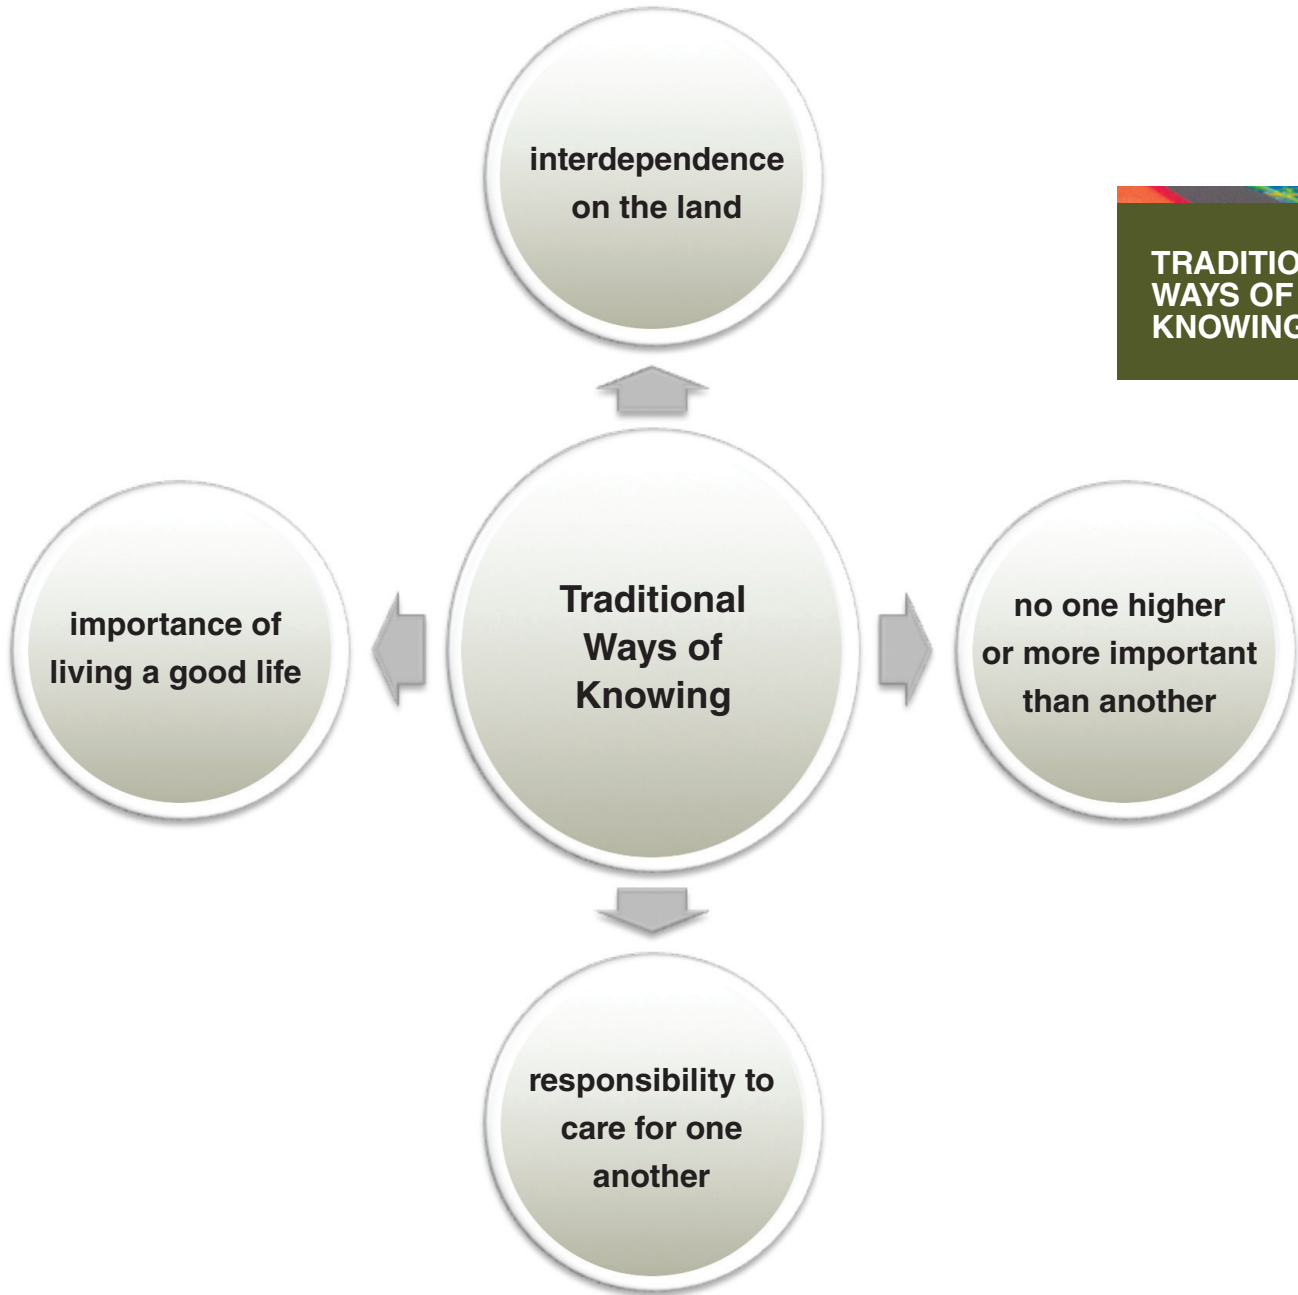 interdependence
on the land
TRADITIO
WAYS OF
KNOWING
importance of
living a good life
Traditional
Ways of
Knowing
no one higher
or more important
than another
responsibility to
care for one
another